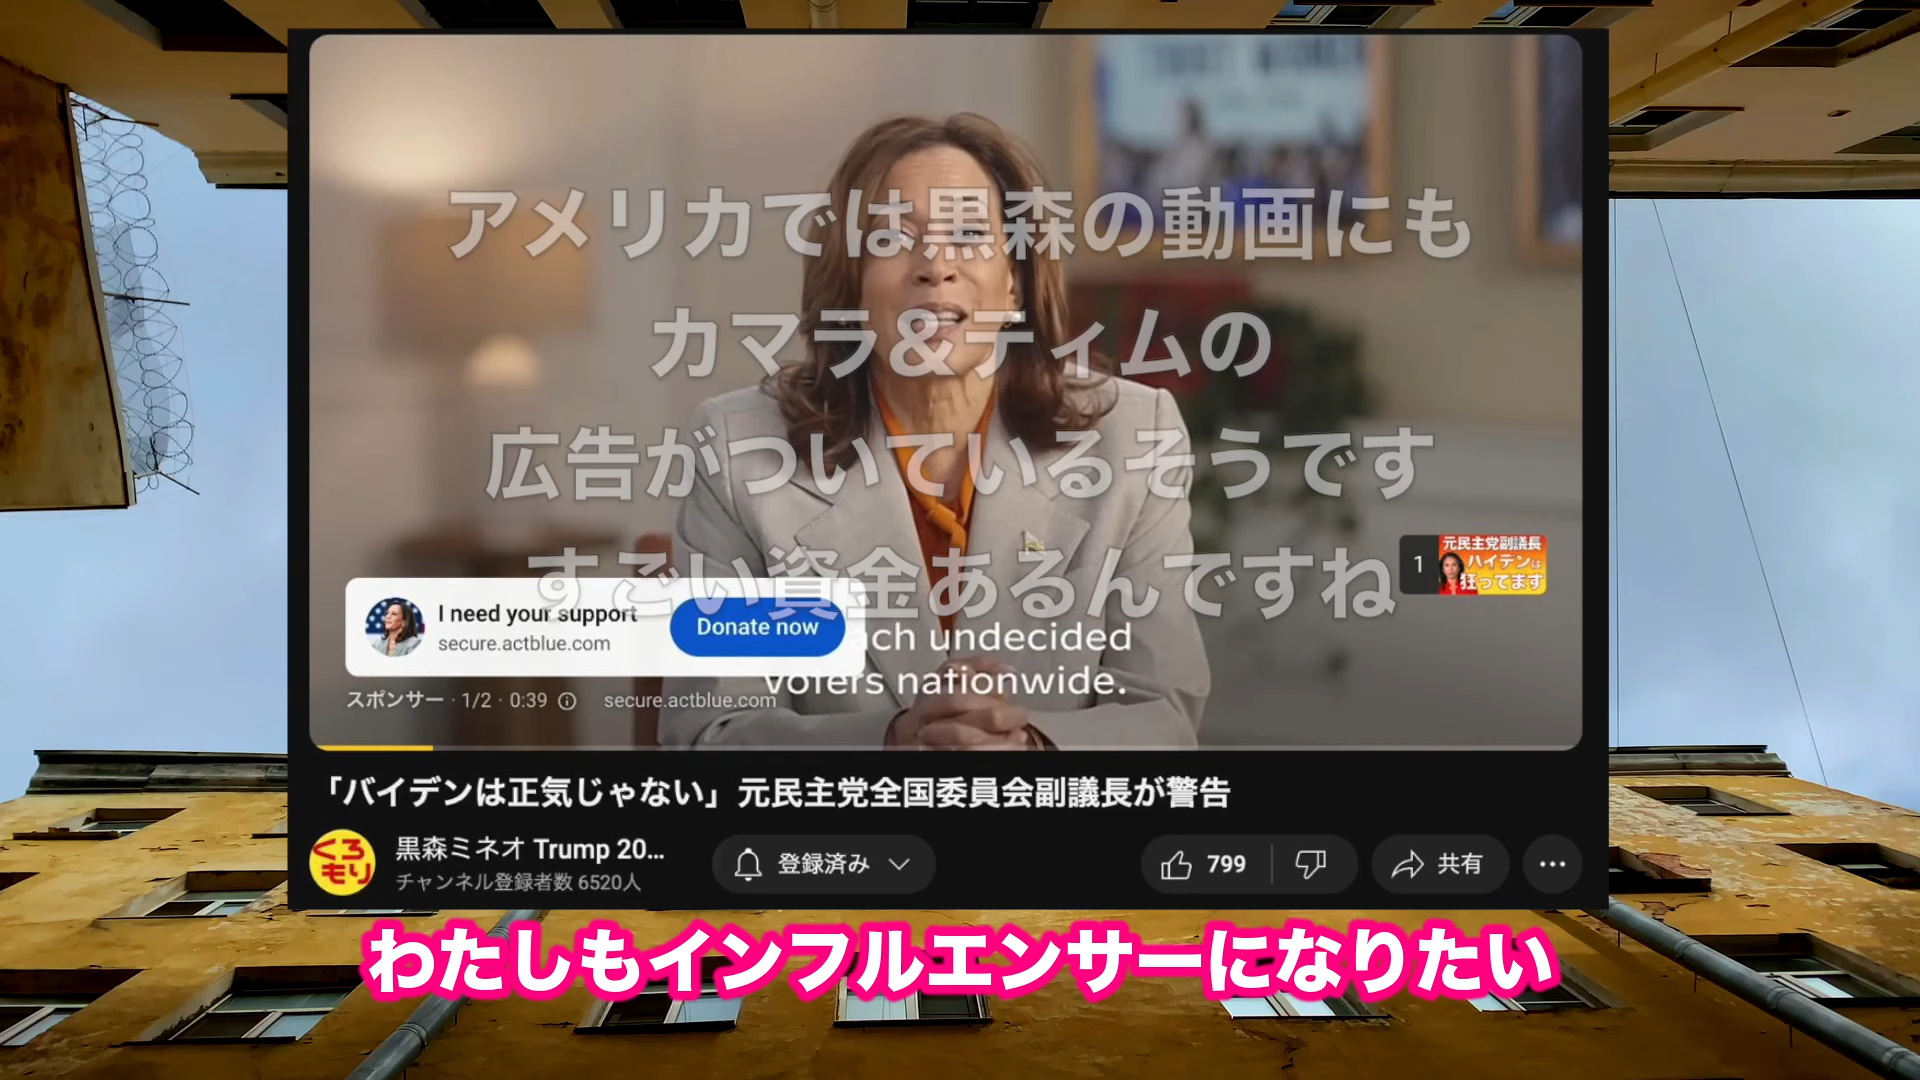 アメリカでは黒森の動画にも
カマラ&ティムの
広告がついているそうです
すごい資金あるんですね
1
元民主党副議長
バイデンは
狂ってます
I need your support
secure.actblue.com
Donate now
ach undecided
voters nationwide.
スポンサー · 1/2 · 0:39
secure.actblue.com
「バイデンは正気じゃない」元民主党全国委員会副議長が警告
くろもり
黒森ミネオ Trump 20...
チャンネル登録者数 6520人
登録済み
799
共有
わたしもインフルエンサーになりたい